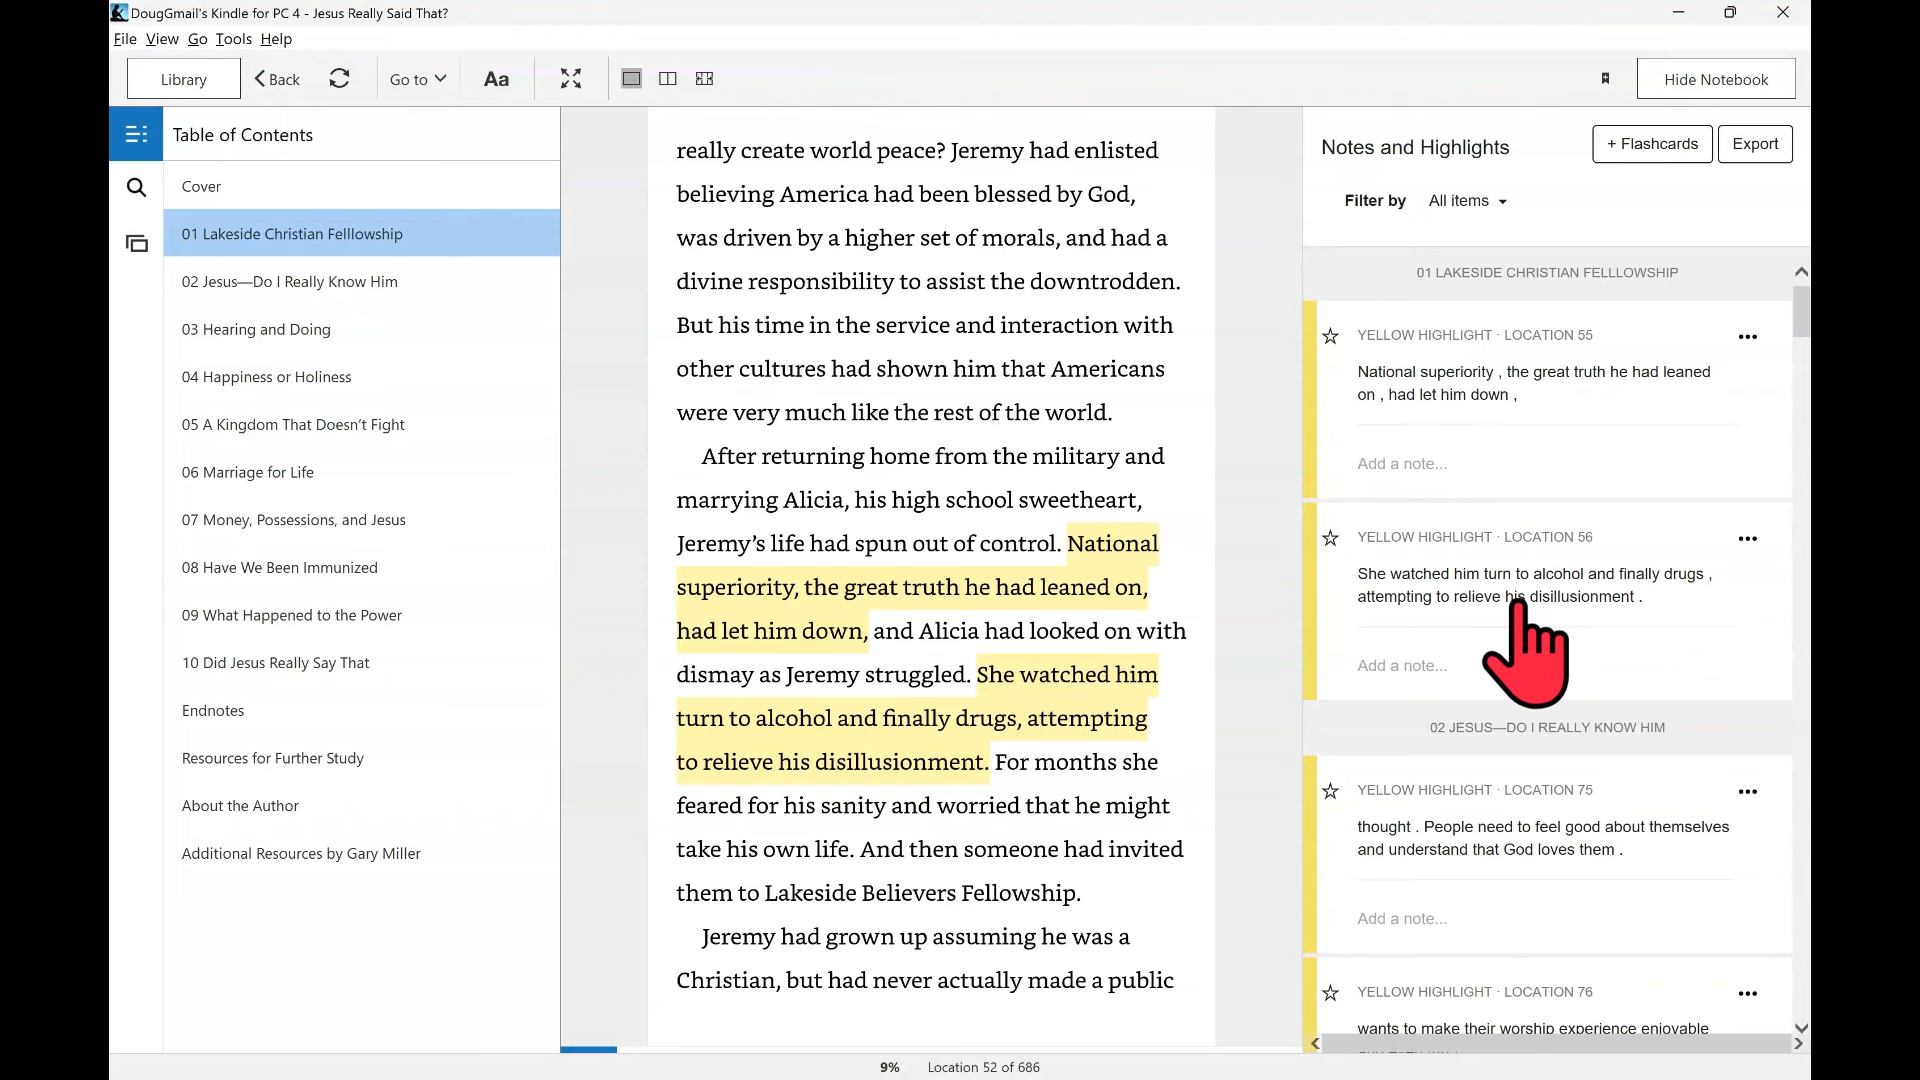 DougGmail's Kindle for PC 4 - Jesus Really Said That?
File View Go Tools Help
Library
Back
Go to
Aa
Hide Notebook
Table of Contents
Cover
01 Lakeside Christian Felllowship
02 Jesus—Do I Really Know Him
03 Hearing and Doing
04 Happiness or Holiness
05 A Kingdom That Doesn't Fight
06 Marriage for Life
07 Money, Possessions, and Jesus
08 Have We Been Immunized
09 What Happened to the Power
10 Did Jesus Really Say That
Endnotes
Resources for Further Study
About the Author
Additional Resources by Gary Miller
really create world peace? Jeremy had enlisted
believing America had been blessed by God,
was driven by a higher set of morals, and had a
divine responsibility to assist the downtrodden.
But his time in the service and interaction with
other cultures had shown him that Americans
were very much like the rest of the world.
After returning home from the military and
marrying Alicia, his high school sweetheart,
Jeremy's life had spun out of control. National
superiority, the great truth he had leaned on,
had let him down, and Alicia had looked on with
dismay as Jeremy struggled. She watched him
turn to alcohol and finally drugs, attempting
to relieve his disillusionment. For months she
feared for his sanity and worried that he might
take his own life. And then someone had invited
them to Lakeside Believers Fellowship.
Jeremy had grown up assuming he was a
Christian, but had never actually made a public
Notes and Highlights
+ Flashcards
Export
Filter by All items
01 LAKESIDE CHRISTIAN FELLLOWSHIP
YELLOW HIGHLIGHT · LOCATION 55
National superiority , the great truth he had leaned
on , had let him down ,
Add a note...
YELLOW HIGHLIGHT · LOCATION 56
She watched him turn to alcohol and finally drugs ,
attempting to relieve his disillusionment .
Add a note...
02 JESUS—DO I REALLY KNOW HIM
YELLOW HIGHLIGHT · LOCATION 75
thought . People need to feel good about themselves
and understand that God loves them .
Add a note...
YELLOW HIGHLIGHT · LOCATION 76
wants to make their worship experience enjoyable
9% Location 52 of 686